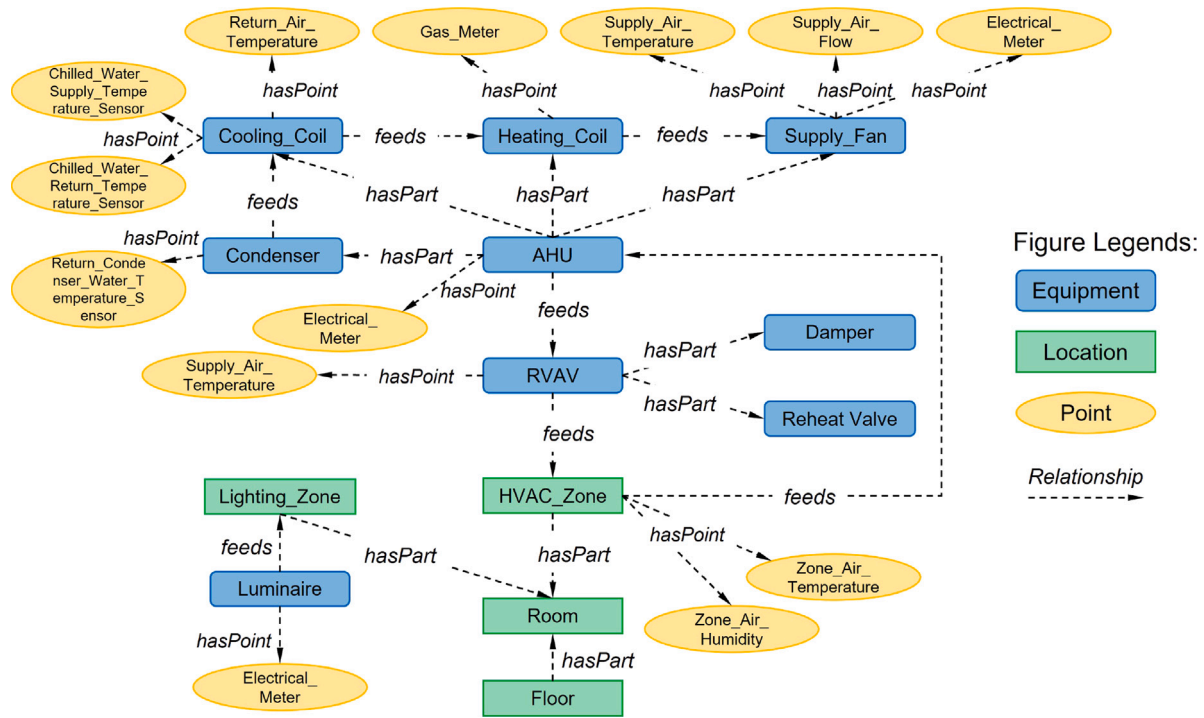 Return_Air_
Temperature
Gas_Meter
Supply_Air_
Temperature
Supply_Air_
Flow
Electrical_
Meter
Chilled_Water_
Supply_Tempe
rature_Sensor
hasPoint
hasPoint
hasPoint
hasPoint
hasPoint
hasPoint
Cooling_Coil
feeds
Heating_Coil
feeds
Supply_Fan
Chilled_Water_
Return_Tempe
rature_Sensor
feeds
hasPart
hasPart
hasPart
hasPoint
Condenser
hasPart
AHU
Return_Conde
nser_Water_T
emperature_S
ensor
hasPoint
feeds
Electrical_
Meter
Damper
hasPart
Supply_Air_
Temperature
hasPoint
RVAV
hasPart
Reheat Valve
feeds
Lighting_Zone
HVAC_Zone
feeds
feeds
hasPart
hasPart
hasPoint
Luminaire
Zone_Air_
Temperature
Room
Zone_Air_
Humidity
hasPoint
hasPart
Electrical_
Meter
Floor
Figure Legends:
Equipment
Location
Point
Relationship